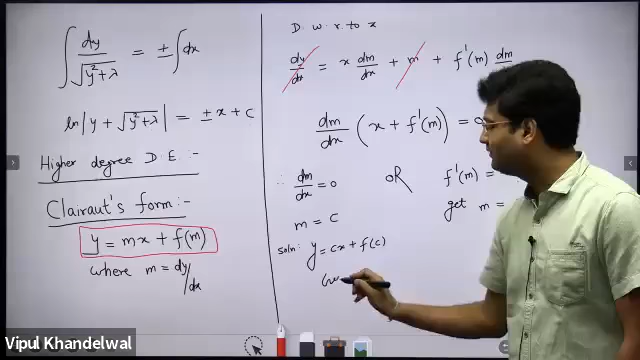 ∫ dy/√(y²+λ) = ± ∫ dx
ln|y + √(y²+λ)| = ± x + c
Higher degree D.E. :-
Clairaut's form :-
y = mx + f(m)
where m = dy/dx
D. w. r. to x
dy/dx = x dm/dx + m + f'(m) dm
dm/dx (x + f'(m)) = 0
∵ dm/dx = 0 OR f'(m) =
m = C get m =
soln: y = cx + f(c)
Vipul Khandelwal